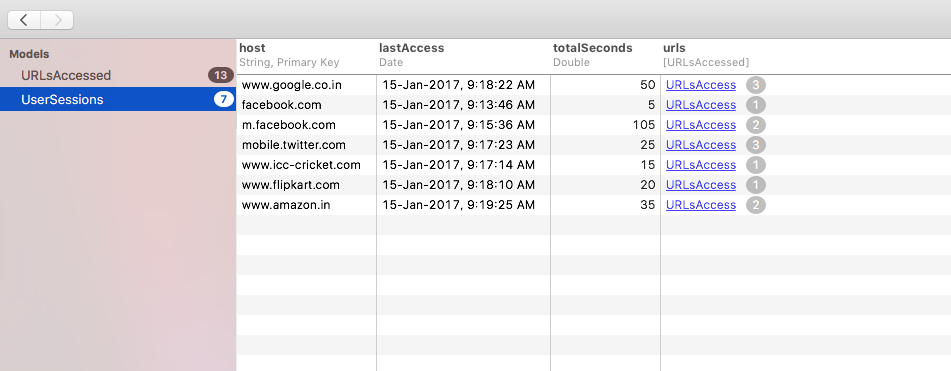 Models
URLsAccessed 13
UserSessions 7
host lastAccess totalSeconds urls
String, Primary Key Date Double [URLsAccessed]
www.google.co.in 15-Jan-2017, 9:18:22 AM 50 URLsAccess 3
facebook.com 15-Jan-2017, 9:13:46 AM 5 URLsAccess 1
m.facebook.com 15-Jan-2017, 9:15:36 AM 105 URLsAccess 2
mobile.twitter.com 15-Jan-2017, 9:17:23 AM 25 URLsAccess 3
www.icc-cricket.com 15-Jan-2017, 9:17:14 AM 15 URLsAccess 1
www.flipkart.com 15-Jan-2017, 9:18:10 AM 20 URLsAccess 1
www.amazon.in 15-Jan-2017, 9:19:25 AM 35 URLsAccess 2